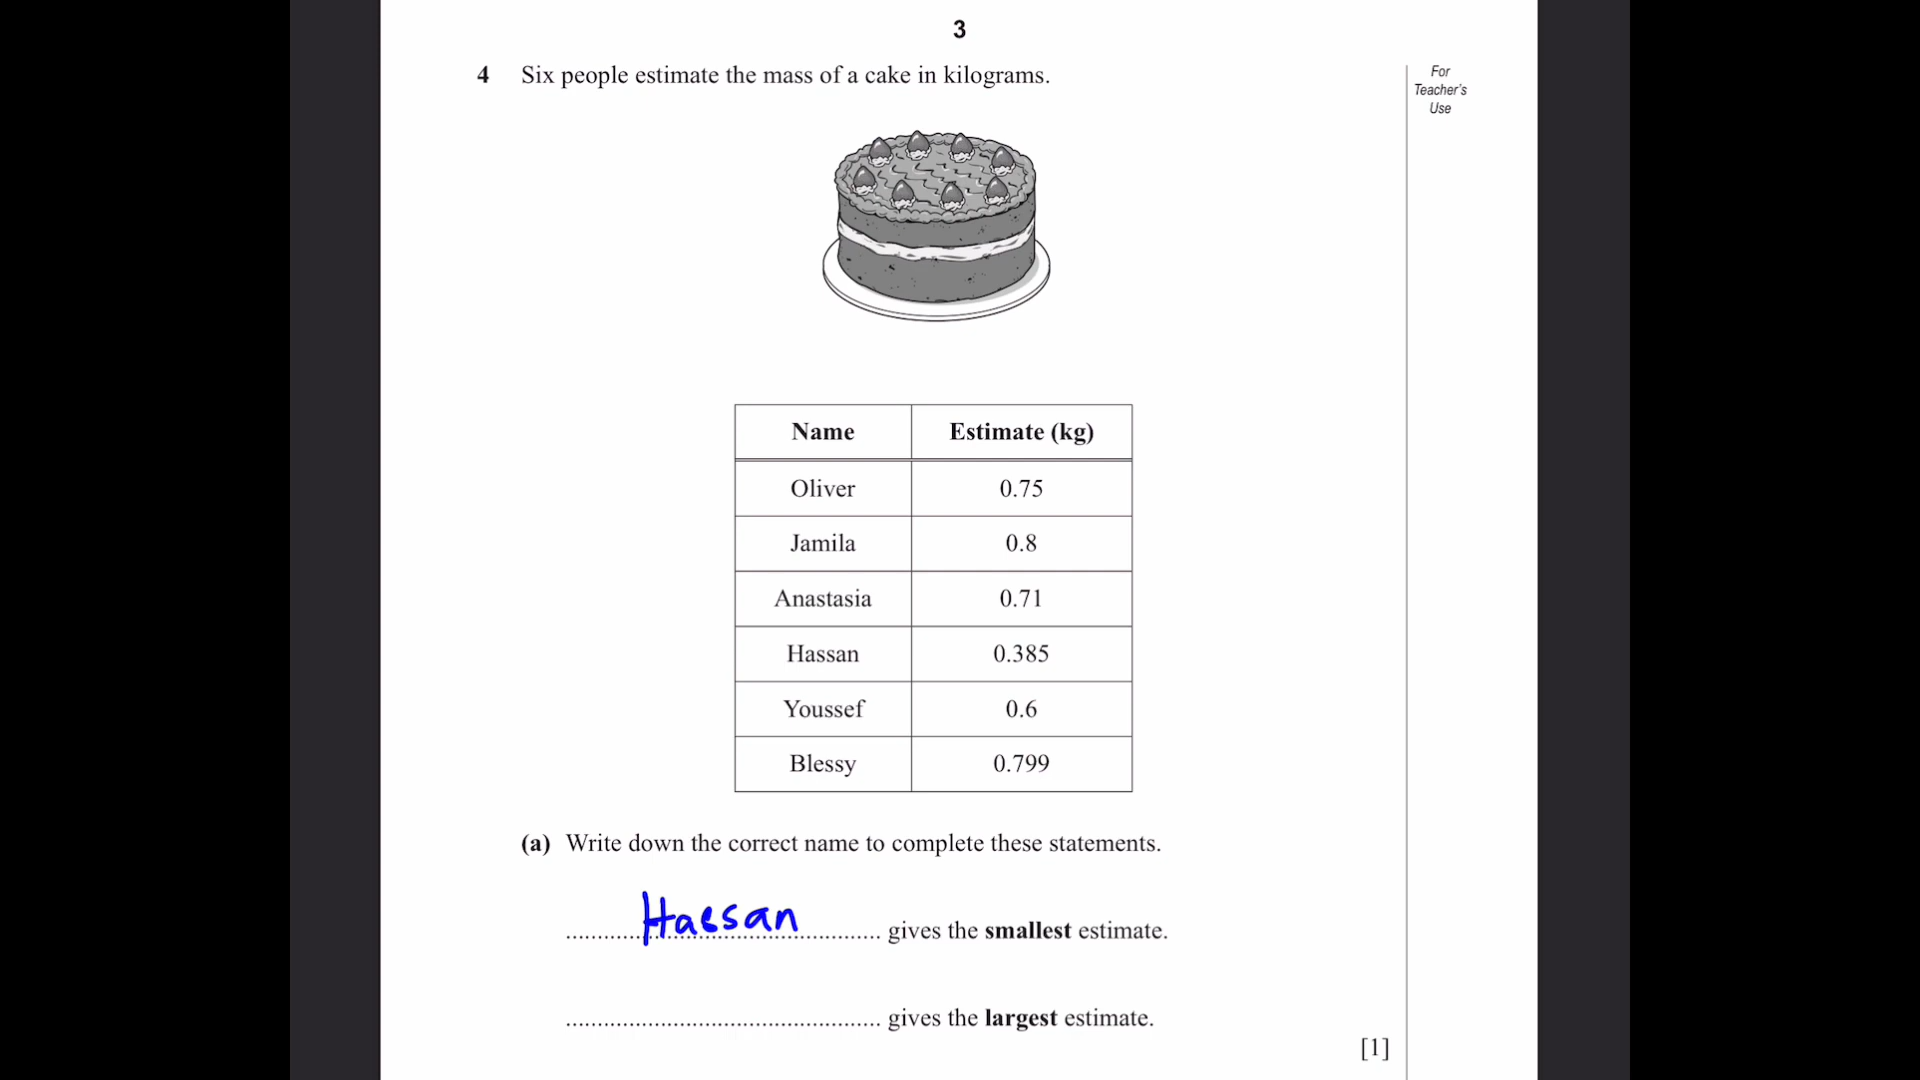 3
4 Six people estimate the mass of a cake in kilograms.
For
Teacher's
Use
Name Estimate (kg)
Oliver 0.75
Jamila 0.8
Anastasia 0.71
Hassan 0.385
Youssef 0.6
Blessy 0.799
(a) Write down the correct name to complete these statements.
Hassan gives the smallest estimate.
gives the largest estimate.
[1]